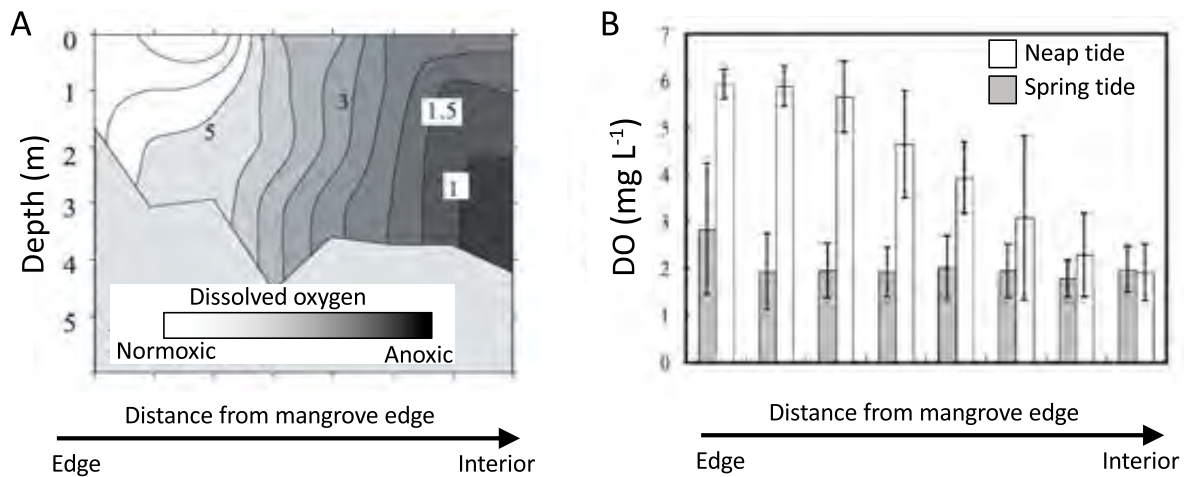 A
0
1
2
3
4
5
Depth (m)
5
3
1.5
1
Dissolved oxygen
Normoxic
Anoxic
Distance from mangrove edge
Edge
Interior
B
7
6
5
4
3
2
1
0
DO (mg L-1)
Neap tide
Spring tide
Distance from mangrove edge
Edge
Interior